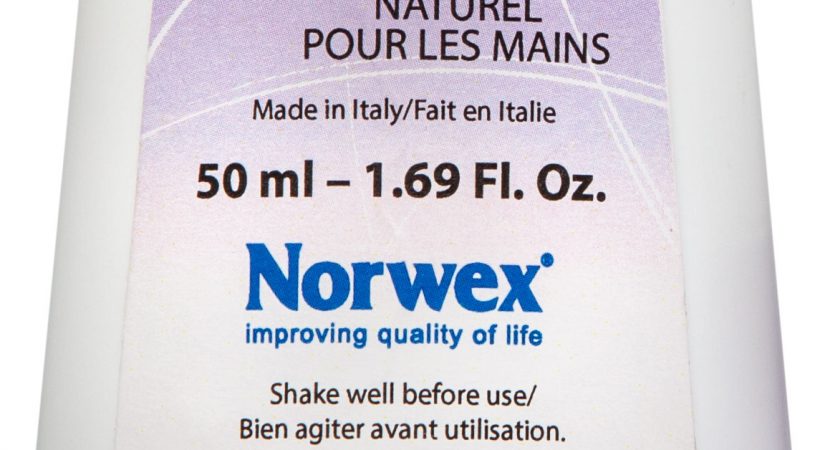 NATUREL
POUR LES MAINS
Made in Italy/Fait en Italie
50 ml – 1.69 Fl. Oz.
Norwex®
improving quality of life
Shake well before use/
Bien agiter avant utilisation.